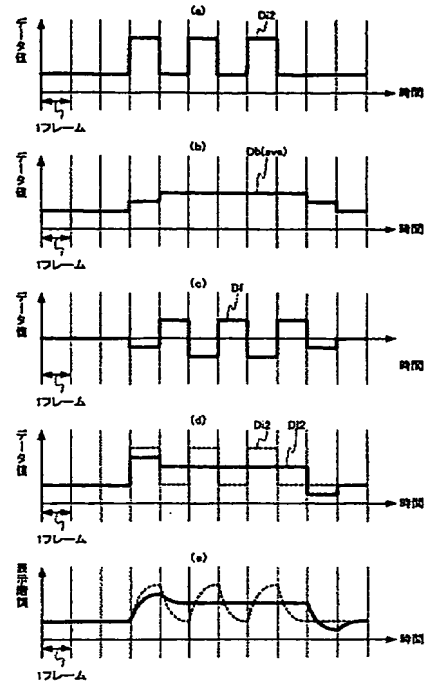 (a)
データ値
Di2
時間
1フレーム
(b)
データ値
Db(ave)
時間
1フレーム
(c)
データ値
Df
時間
1フレーム
(d)
データ値
Di2
Dj2
時間
1フレーム
(e)
表示階調
時間
1フレーム